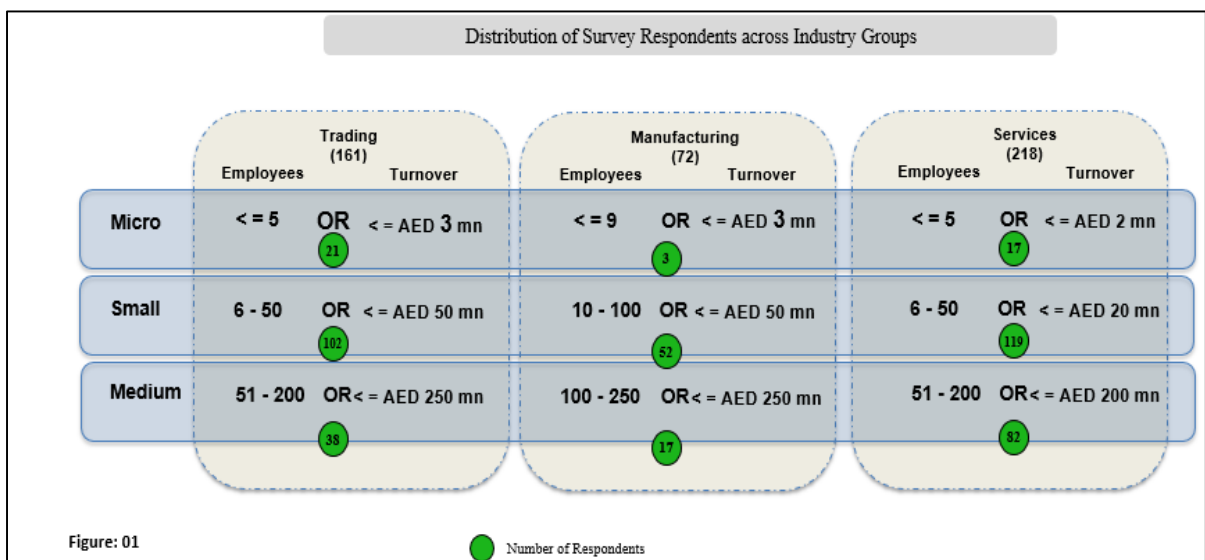 Distribution of Survey Respondents across Industry Groups
Trading
(161)
Employees Turnover
Manufacturing
(72)
Employees Turnover
Services
(218)
Employees Turnover
Micro < = 5 OR < = AED 3 mn < = 9 OR < = AED 3 mn < = 5 OR < = AED 2 mn
21 3 17
Small 6 - 50 OR < = AED 50 mn 10 - 100 OR < = AED 50 mn 6 - 50 OR < = AED 20 mn
102 52 119
Medium 51 - 200 OR< = AED 250 mn 100 - 250 OR< = AED 250 mn 51 - 200 OR< = AED 200 mn
38 17 82
Figure: 01
Number of Respondents